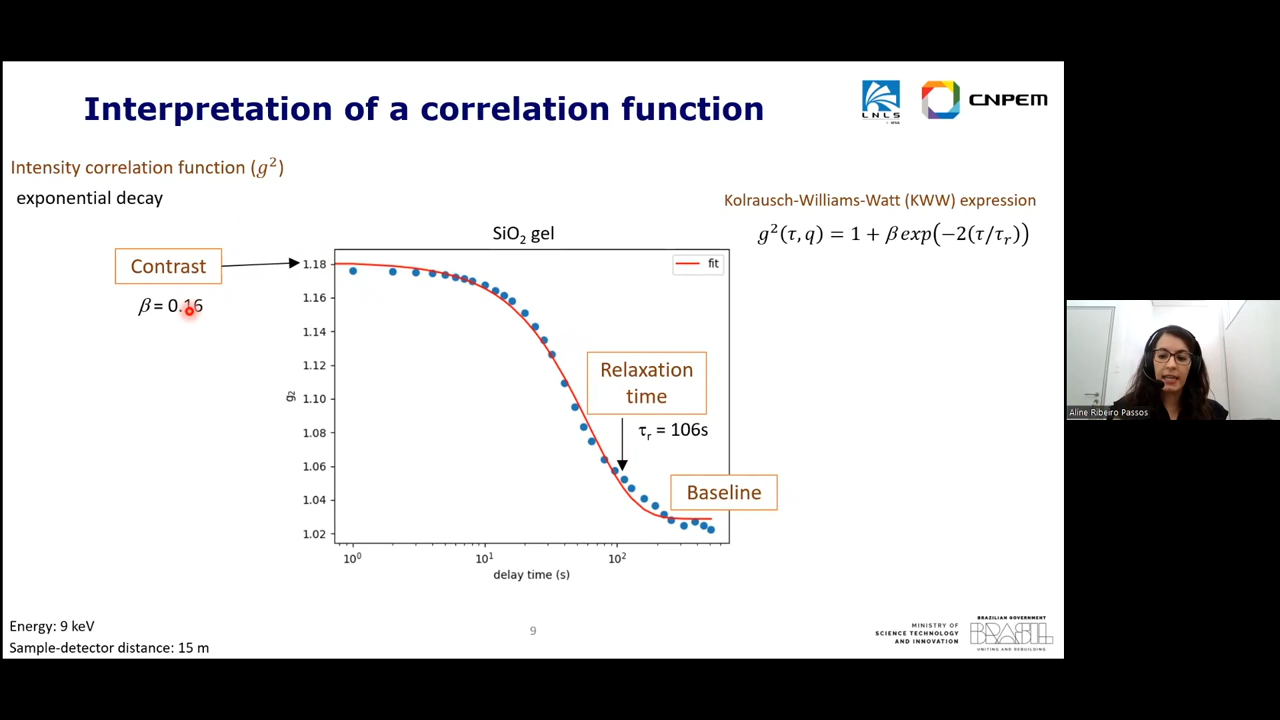 Interpretation of a correlation function
LNLS
CNPEM
Intensity correlation function (g²)
exponential decay
Kolrausch-Williams-Watt (KWW) expression
g²(τ, q) = 1 + β exp(−2(τ/τᵣ))
SiO₂ gel
Contrast
β = 0.16
fit
1.18
1.16
1.14
1.12
1.10
1.08
1.06
1.04
1.02
g₂
Relaxation
time
τᵣ = 106s
Baseline
10⁰
10¹
10²
delay time (s)
Aline Ribeiro Passos
Energy: 9 keV
Sample-detector distance: 15 m
9
MINISTRY OF
SCIENCE TECHNOLOGY
AND INNOVATION
BRAZILIAN GOVERNMENT
BRASIL
UNITING AND REBUILDING